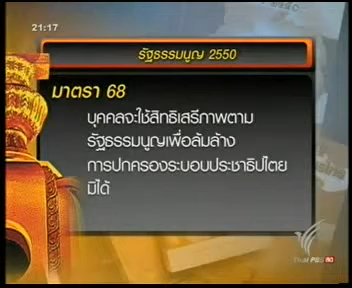 21:17
รัฐธรรมนูญ 2550
มาตรา 68
บุคคลจะใช้สิทธิเสรีภาพตาม
รัฐธรรมนูญเพื่อล้มล้าง
การปกครองระบอบประชาธิปไตย
มิได้
Thai PBS